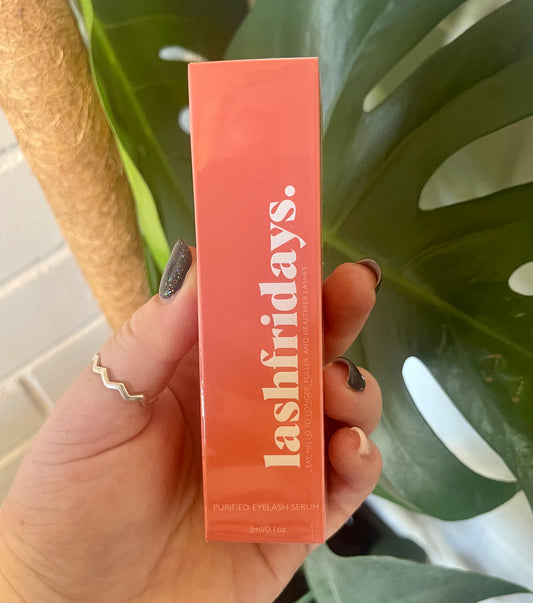 lashfridays.
SAY HELLO TO LONGER, FULLER, AND HEALTHIER LASHES
PURIFIED EYELASH SERUM
3ml/0.1oz